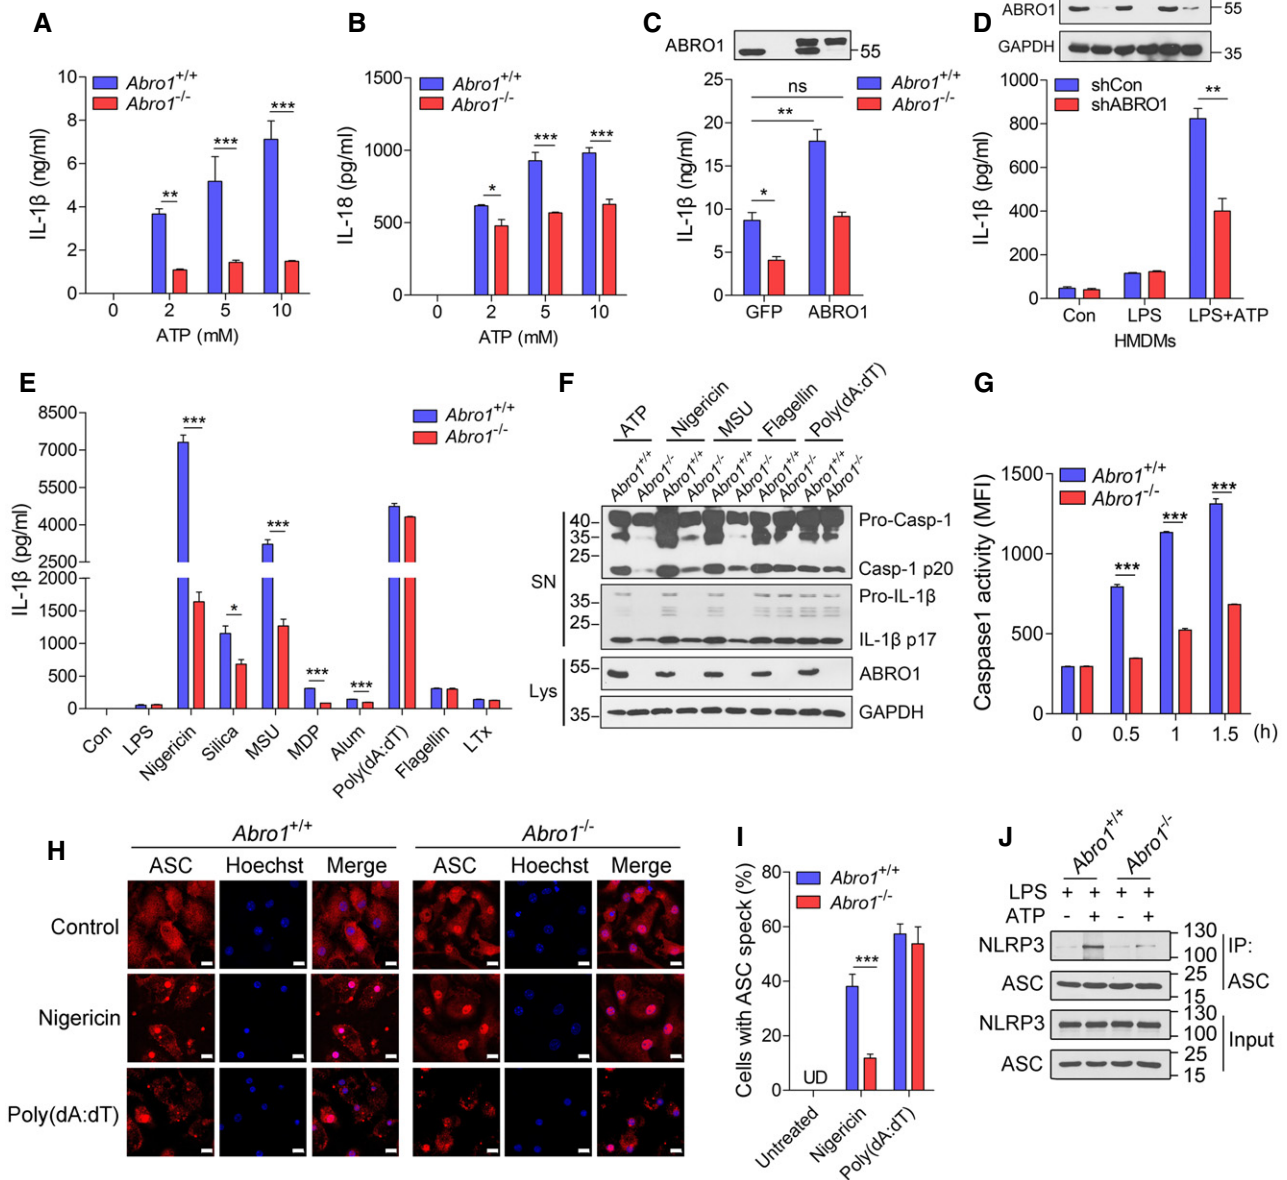 A
Abro1+/+
Abro1-/-
IL-1β (ng/ml)
10
8
6
4
2
0
**
***
***
0 2 5 10
ATP (mM)
B
Abro1+/+
Abro1-/-
IL-18 (pg/ml)
1500
1000
500
0
*
***
***
0 2 5 10
ATP (mM)
C
ABRO1
55
Abro1+/+
Abro1-/-
IL-1β (ng/ml)
25
20
15
10
5
0
ns
**
*
GFP ABRO1
D
ABRO1
55
GAPDH
35
shCon
shABRO1
IL-1β (pg/ml)
1000
800
600
400
200
0
**
Con LPS LPS+ATP
HMDMs
E
Abro1+/+
Abro1-/-
IL-1β (pg/ml)
8500
7000
5500
4000
2500
2000
1500
1000
500
0
***
*
***
***
***
Con LPS Nigericin Silica MSU MDP Alum Poly(dA:dT) Flagellin LTx
F
ATP Nigericin MSU Flagellin Poly(dA:dT)
Abro1+/+ Abro1-/- Abro1+/+ Abro1-/- Abro1+/+ Abro1-/- Abro1+/+ Abro1-/- Abro1+/+ Abro1-/-
SN
40
35
25
Pro-Casp-1
Casp-1 p20
35
25
Pro-IL-1β
IL-1β p17
Lys
55
ABRO1
35
GAPDH
G
Abro1+/+
Abro1-/-
Caspase1 activity (MFI)
1500
1000
500
0
***
***
***
0 0.5 1 1.5 (h)
H
Abro1+/+ Abro1-/-
ASC Hoechst Merge ASC Hoechst Merge
Control
Nigericin
Poly(dA:dT)
I
Abro1+/+
Abro1-/-
Cells with ASC speck (%)
80
60
40
20
0
UD
***
Untreated Nigericin Poly(dA:dT)
J
Abro1+/+ Abro1-/-
LPS + + + +
ATP - + - +
NLRP3 130
100
ASC 25
15
IP:
ASC
NLRP3 130
100
ASC 25
15
Input